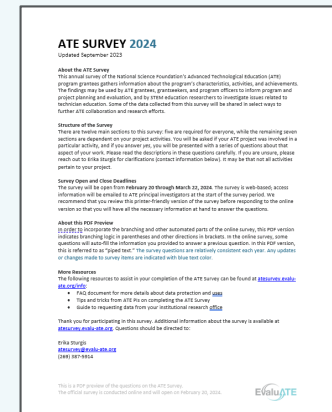 ATE SURVEY 2024
Updated September 2023
About the ATE Survey
This annual survey of the National Science Foundation's Advanced Technological Education (ATE)
program grantees gathers information about the program's characteristics, activities, and achievements.
The findings may be used by ATE grantees, grantseekers, and program officers to inform program and
project planning and evaluation, and by STEM education researchers to investigate issues related to
technician education. Some of the data collected from this survey will be shared in select ways to
further ATE collaboration and research efforts.
Structure of the Survey
There are twelve main sections to this survey: five are required for everyone, while the remaining seven
sections are dependent on your project activities. You will be asked if your ATE project was involved in a
particular activity, and if you answer yes, you will be presented with a series of questions about that
aspect of your work. Please read the descriptions in these questions carefully. If you are unsure, please
reach out to Erika Sturgis for clarifications (contact information below). It may be that not all activities
pertain to your project.
Survey Open and Close Deadlines
The survey will be open from February 20 through March 22, 2024. The survey is web-based, access
information will be emailed to ATE principal investigators at the start of the survey period. We
recommend that you review this printer-friendly version of the survey before responding to the online
version so that you will have all the necessary information at hand to answer the questions.
About this PDF Preview
In order to incorporate the branching and other automated parts of the online survey, this PDF version
indicates branching logic in parentheses and other directions in brackets. In the online survey, some
questions will auto-fill the information you provided to answer a previous question. In this PDF version,
this is referred to as "piped text." The survey questions are relatively consistent each year. Any updates
or changes made to survey items are indicated with blue text color.
More Resources
The following resources to assist in your completion of the ATE Survey can be found at atesurvey.evalu-
ate.org/info:
• FAQ document for more details about data protection and uses
• Tips and tricks from ATE PIs on completing the ATE Survey
• Guide to requesting data from your institutional research office
Thank you for participating in this survey. Additional information about the survey is available at
atesurvey.evalu-ate.org. Questions should be directed to:
Erika Sturgis
atesurvey@evalu-ate.org
(269) 387-5914
This is a PDF preview of the questions on the ATE Survey.
The official survey is conducted online and will open on February 20, 2024.
EvaluATE